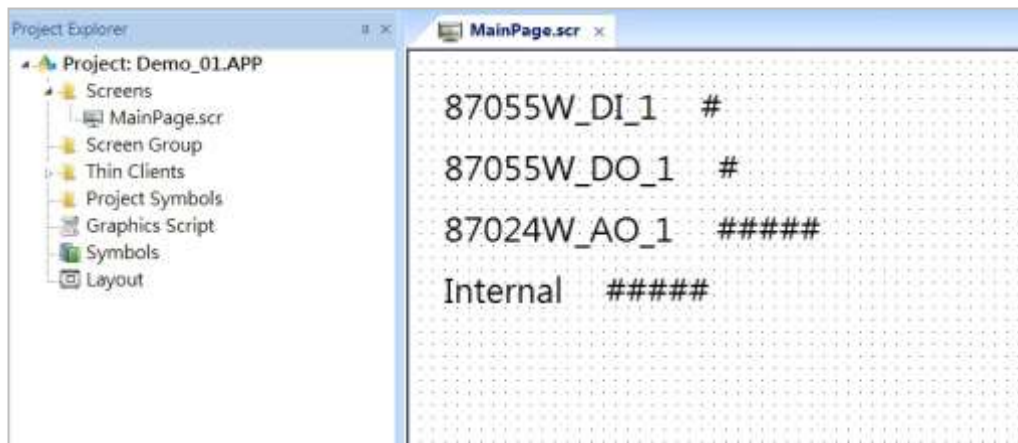 Project Explorer
Project: Demo_01.APP
Screens
MainPage.scr
Screen Group
Thin Clients
Project Symbols
Graphics Script
Symbols
Layout
MainPage.scr
87055W_DI_1 #
87055W_DO_1 #
87024W_AO_1 #####
Internal #####